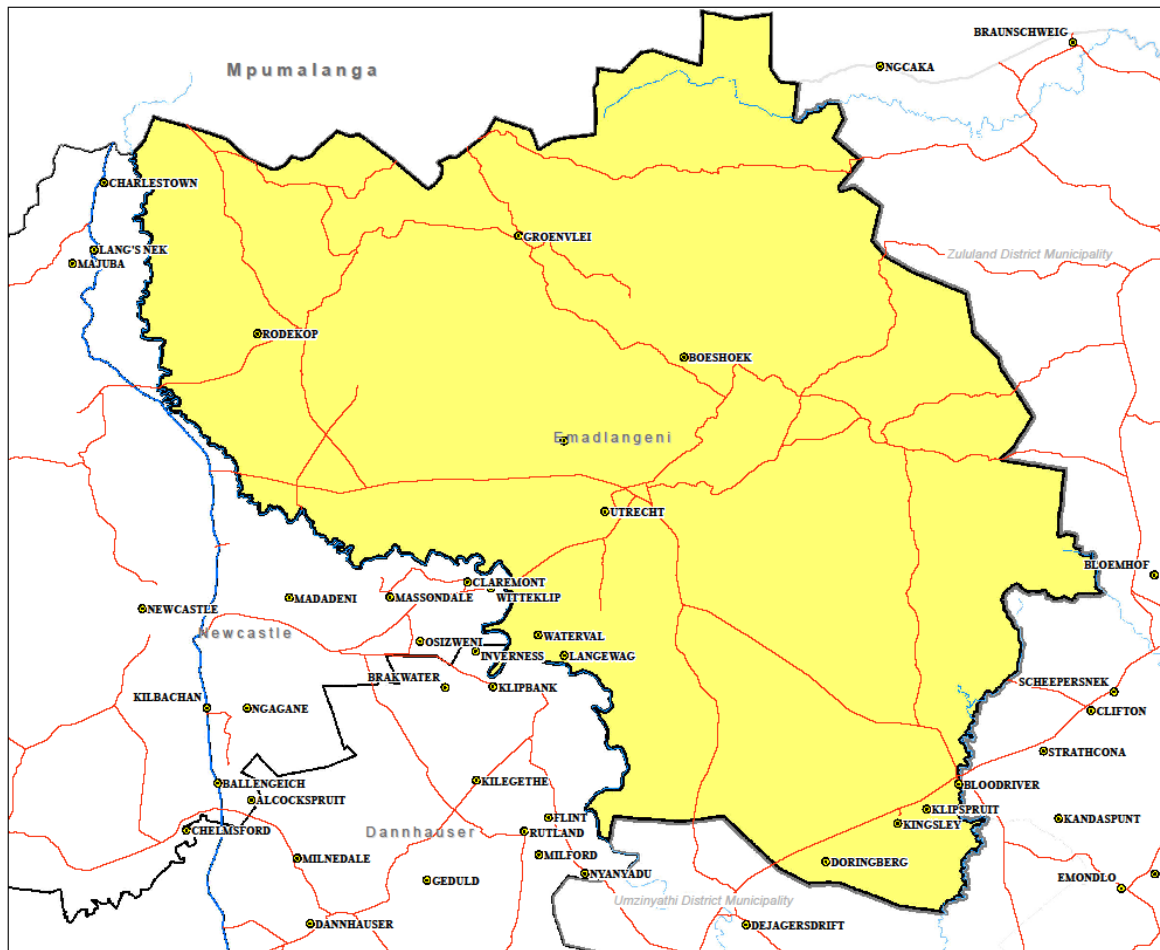 BRAUNSCHWEIG
NGCAKA
Mpumalanga
CHARLESTOWN
GROENVLEI
LANG'S NEK
MAJUBA
Zululand District Municipality
RODEKOP
BOESHOEK
Emadlangeni
UTRECHT
BLOEMHOF
CLAREMONT
WITTEKLIP
MADADENI
MASSONDALE
NEWCASTLE
Newcastle
WATERVAL
OSIZWENI
INVERNESS
LANGEWAG
BRAKWATER
KLIPBANK
SCHEEPERSNEK
KILBACHAN
NGAGANE
CLIFTON
STRATHCONA
BALLENGEICH
KILEGETHE
BLOODRIVER
ALCOCKSPRUIT
KLIPSPRUIT
FLINT
KANDASPUNT
KINGSLEY
CHELMSFORD
Dannhauser
RUTLAND
MILNEDALE
MILFORD
DORINGBERG
GEDULD
NYANYADU
EMONDLO
Umzinyathi District Municipality
DANNHAUSER
DEJAGERSDRIFT